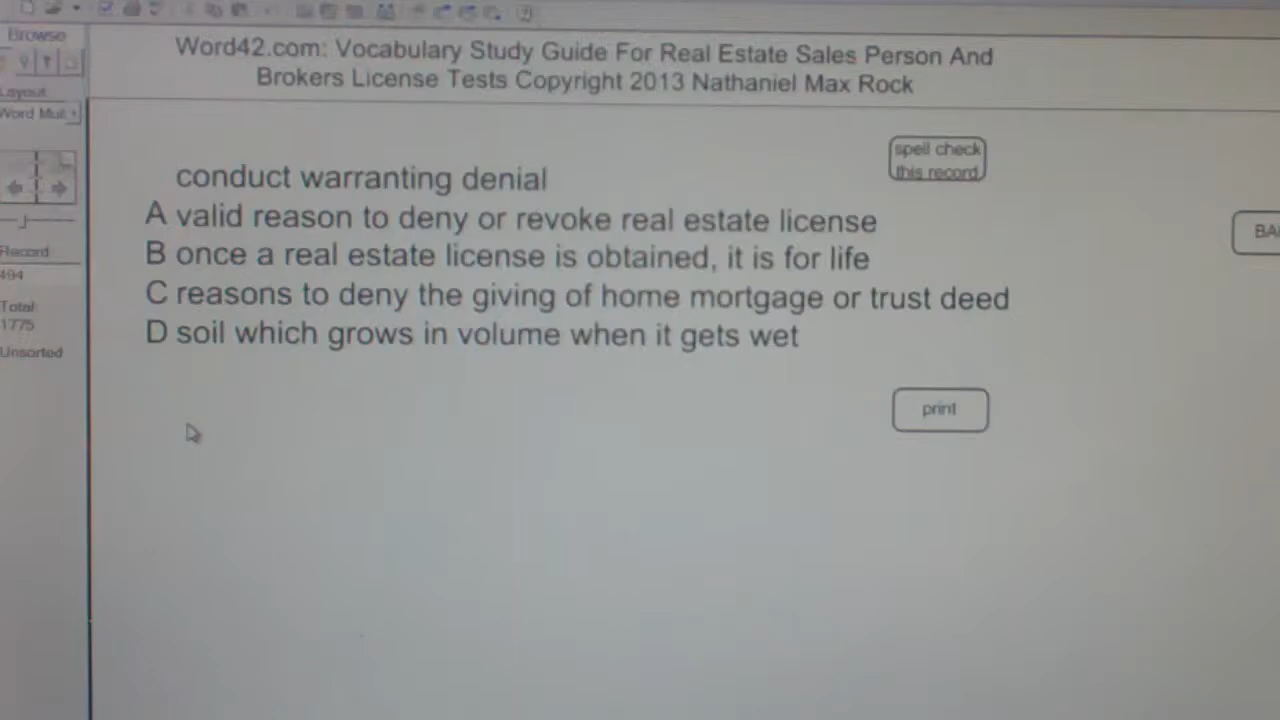 Browse
Layout
Word42.com: Vocabulary Study Guide For Real Estate Sales Person And
Brokers License Tests Copyright 2013 Nathaniel Max Rock
spell check
this record
conduct warranting denial
A valid reason to deny or revoke real estate license
B once a real estate license is obtained, it is for life
C reasons to deny the giving of home mortgage or trust deed
D soil which grows in volume when it gets wet
Record
494
Total:
1775
Unsorted
print